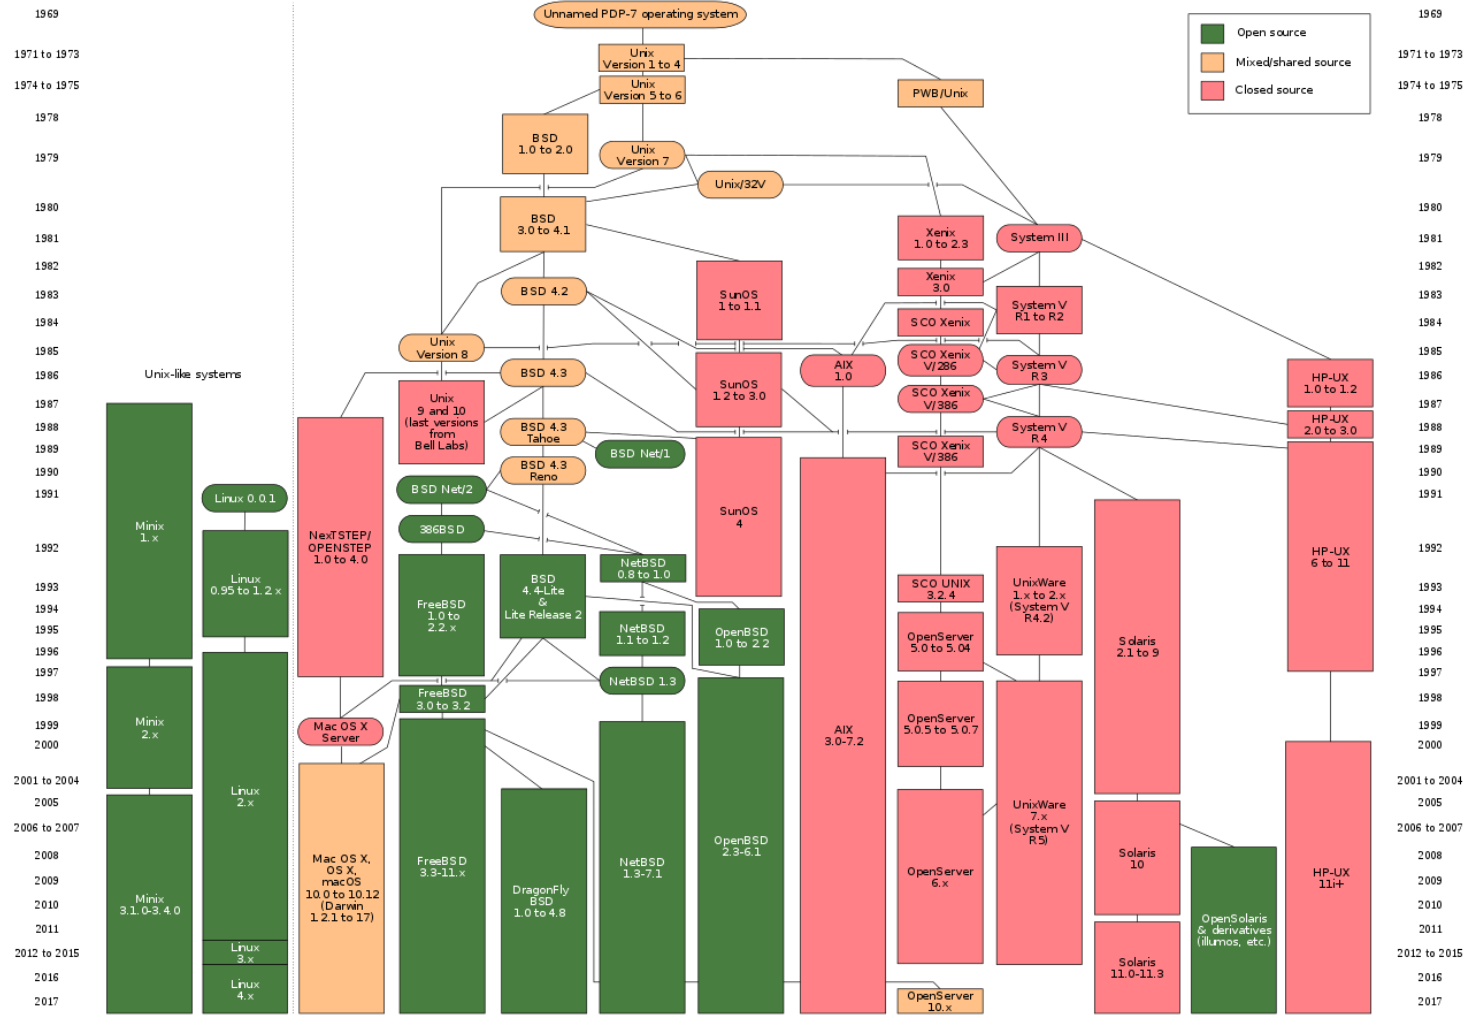 1969
1971 to 1973
1974 to 1975
1978
1979
1980
1981
1982
1983
1984
1985
1986
1987
1988
1989
1990
1991
1992
1993
1994
1995
1996
1997
1998
1999
2000
2001 to 2004
2005
2006 to 2007
2008
2009
2010
2011
2012 to 2015
2016
2017
Unix-like systems
Minix
1.x
Minix
2.x
Minix
3.1.0-3.4.0
Linux 0.0.1
Linux
0.95 to 1.2.x
Linux
2.x
Linux
3.x
Linux
4.x
Unnamed PDP-7 operating system
Unix
Version 1 to 4
Unix
Version 5 to 6
PWB/Unix
BSD
1.0 to 2.0
Unix
Version 7
Unix/32V
BSD
3.0 to 4.1
BSD 4.2
Unix
Version 8
BSD 4.3
Unix
9 and 10
(last versions
from
Bell Labs)
BSD 4.3
Tahoe
BSD Net/1
BSD 4.3
Reno
BSD Net/2
386BSD
NexTSTEP/
OPENSTEP
1.0 to 4.0
Mac OS X
Server
Mac OS X,
OS X,
macOS
10.0 to 10.12
(Darwin
1.2.1 to 17)
FreeBSD
1.0 to
2.2.x
FreeBSD
3.0 to 3.2
FreeBSD
3.3-11.x
BSD
4.4-Lite
&
Lite Release 2
DragonFly
BSD
1.0 to 4.8
NetBSD
0.8 to 1.0
NetBSD
1.1 to 1.2
NetBSD 1.3
NetBSD
1.3-7.1
SunOS
1 to 1.1
SunOS
1.2 to 3.0
SunOS
4
OpenBSD
1.0 to 2.2
OpenBSD
2.3-6.1
AIX
1.0
AIX
3.0-7.2
Xenix
1.0 to 2.3
Xenix
3.0
SCO Xenix
SCO Xenix
V/286
SCO Xenix
V/386
SCO Xenix
V/386
SCO UNIX
3.2.4
OpenServer
5.0 to 5.04
OpenServer
5.0.5 to 5.0.7
OpenServer
6.x
OpenServer
10.x
System III
System V
R1 to R2
System V
R3
System V
R4
UnixWare
1.x to 2.x
(System V
R4.2)
UnixWare
7.x
(System V
R5)
Solaris
2.1 to 9
Solaris
10
Solaris
11.0-11.3
OpenSolaris
& derivatives
(illumos, etc.)
HP-UX
1.0 to 1.2
HP-UX
2.0 to 3.0
HP-UX
6 to 11
HP-UX
11i+
Open source
Mixed/shared source
Closed source
1969
1971 to 1973
1974 to 1975
1978
1979
1980
1981
1982
1983
1984
1985
1986
1987
1988
1989
1990
1991
1992
1993
1994
1995
1996
1997
1998
1999
2000
2001 to 2004
2005
2006 to 2007
2008
2009
2010
2011
2012 to 2015
2016
2017